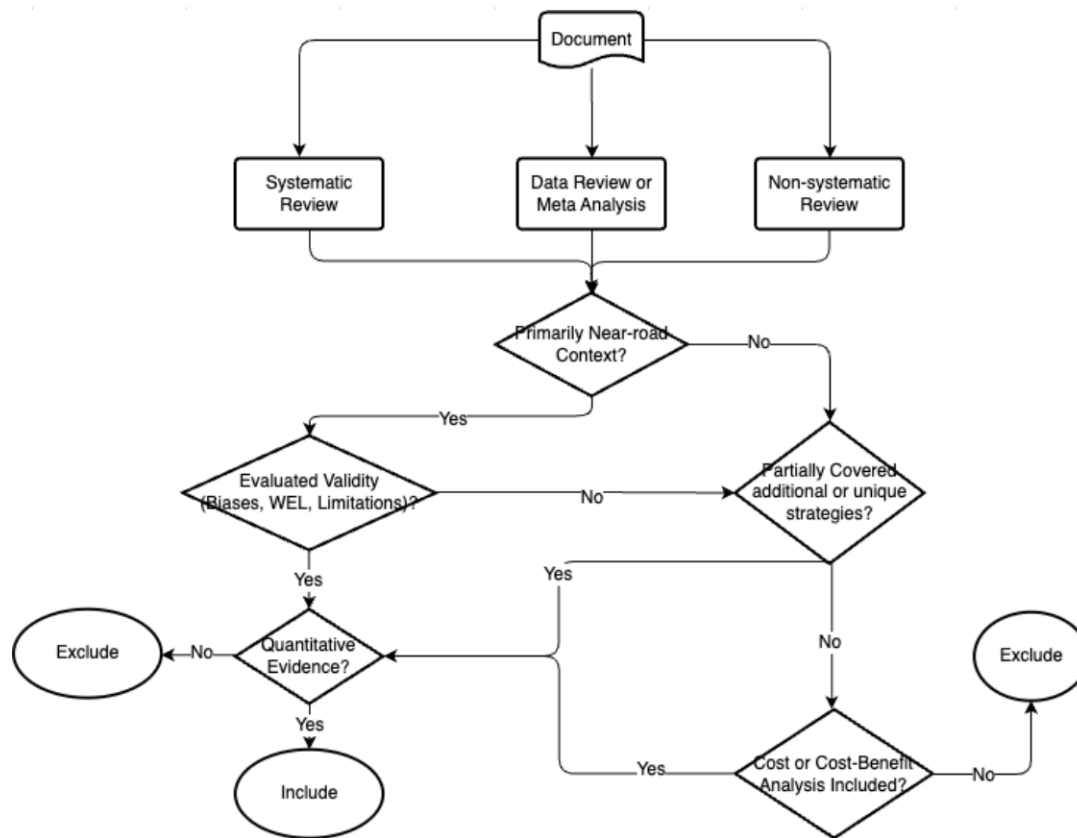 Document
Systematic
Review
Data Review or
Meta Analysis
Non-systematic
Review
Primarily Near-road
Context?
No
Yes
Evaluated Validity
(Biases, WEL, Limitations)?
No
Partially Covered
additional or unique
strategies?
Yes
Yes
No
Exclude
No
Quantitative
Evidence?
Exclude
Yes
Include
Yes
Cost or Cost-Benefit
Analysis Included?
No